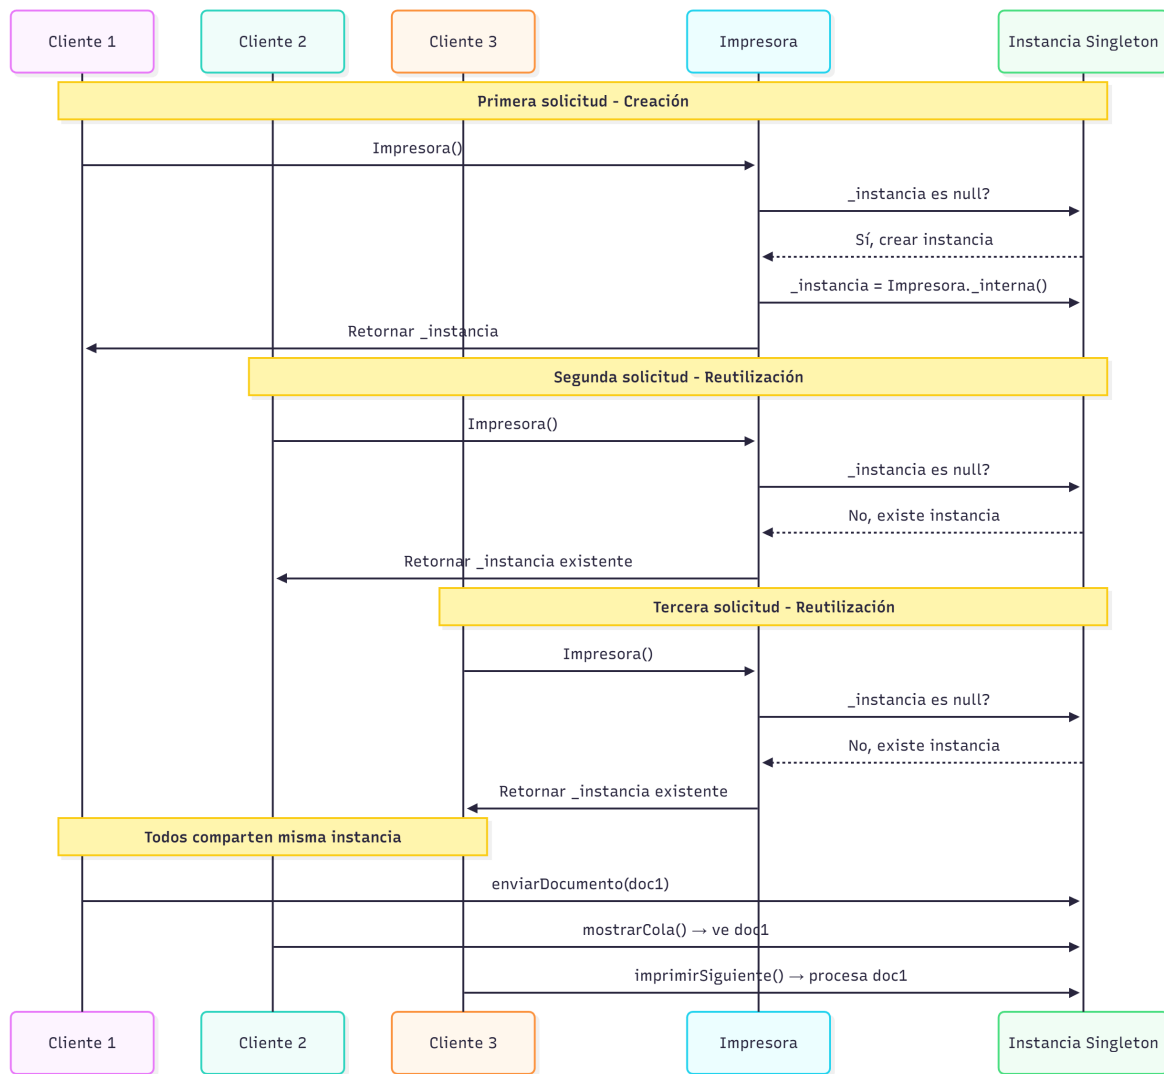 Cliente 1
Cliente 2
Cliente 3
Impresora
Instancia Singleton
Primera solicitud - Creación
Impresora()
_instancia es null?
Sí, crear instancia
_instancia = Impresora._interna()
Retornar _instancia
Segunda solicitud - Reutilización
Impresora()
_instancia es null?
No, existe instancia
Retornar _instancia existente
Tercera solicitud - Reutilización
Impresora()
_instancia es null?
No, existe instancia
Retornar _instancia existente
Todos comparten misma instancia
enviarDocumento(doc1)
mostrarCola() → ve doc1
imprimirSiguiente() → procesa doc1
Cliente 1
Cliente 2
Cliente 3
Impresora
Instancia Singleton